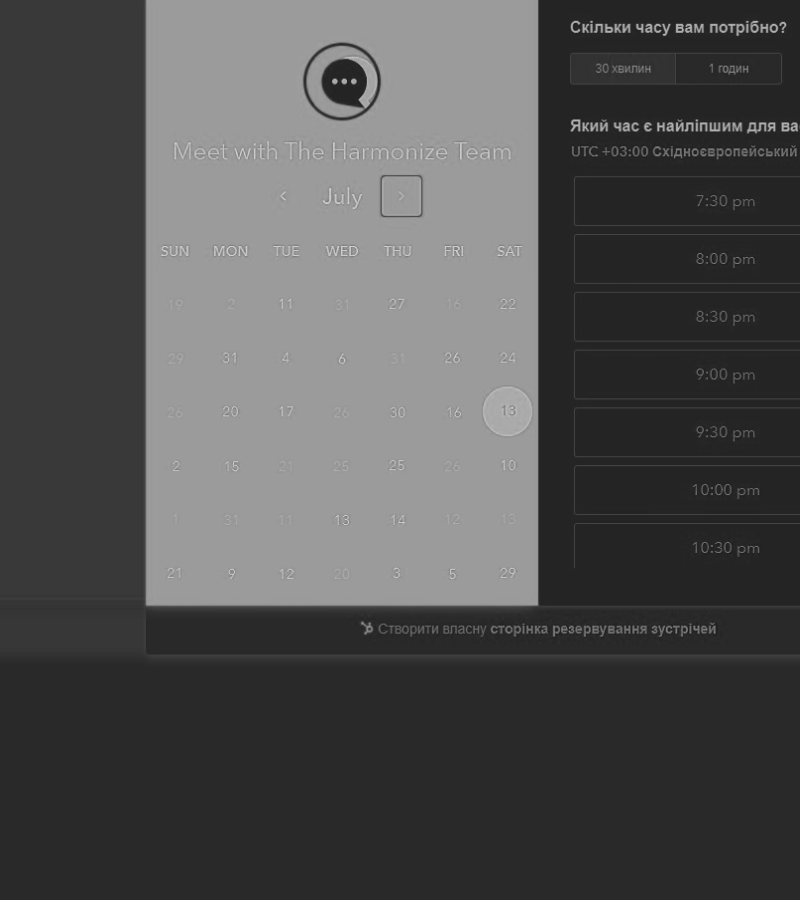 Meet with The Harmonize Team
July
SUN MON TUE WED THU FRI SAT
19 2 11 31 27 16 22
29 31 4 6 31 26 24
26 20 17 26 30 16 13
2 15 21 25 25 26 10
1 31 11 13 14 12 13
21 9 12 20 3 5 29
Скільки часу вам потрібно?
30 хвилин 1 годин
Який час є найліпшим для ва
UTC +03:00 Східноєвропейський
7:30 pm
8:00 pm
8:30 pm
9:00 pm
9:30 pm
10:00 pm
10:30 pm
Створити власну сторінка резервування зустрічей